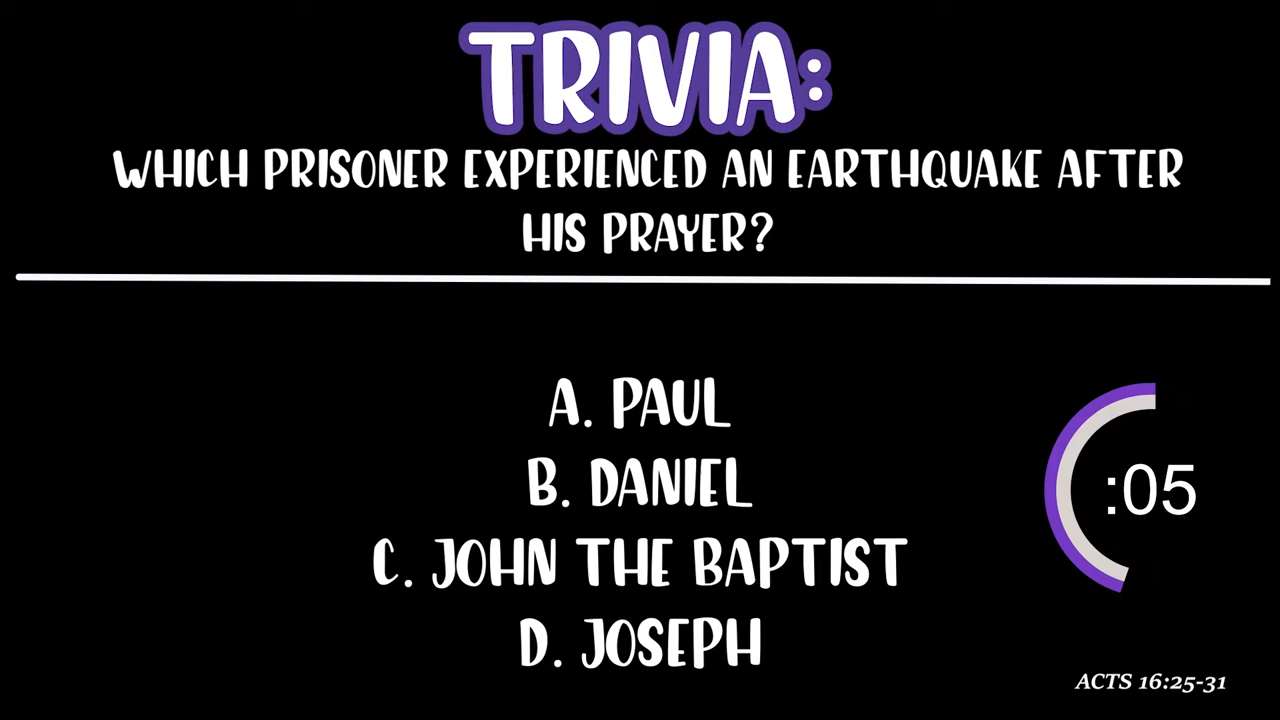 TRIVIA:
WHICH PRISONER EXPERIENCED AN EARTHQUAKE AFTER
HIS PRAYER?
A. PAUL
B. DANIEL
:05
C. JOHN THE BAPTIST
D. JOSEPH
ACTS 16:25-31